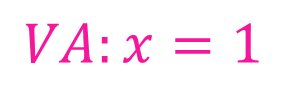 VA: x = 1